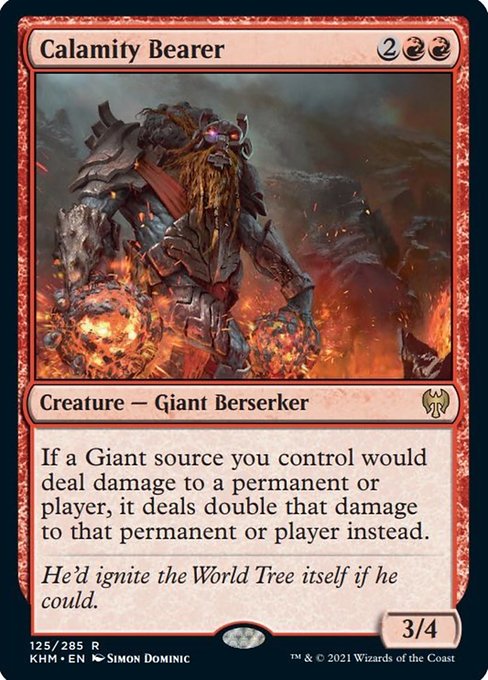 Calamity Bearer 2
Creature — Giant Berserker
If a Giant source you control would
deal damage to a permanent or
player, it deals double that damage
to that permanent or player instead.
He'd ignite the World Tree itself if he
could.
3/4
125/285 R
KHM • EN Simon Dominic
™ & © 2021 Wizards of the Coast